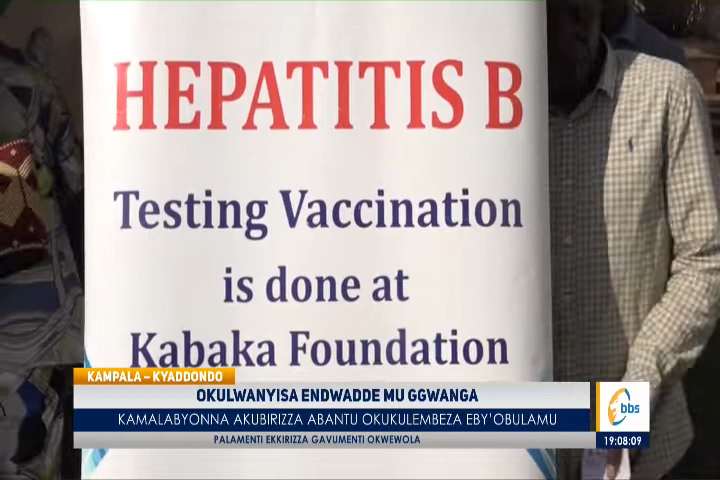 HEPATITIS B
Testing Vaccination
is done at
Kabaka Foundation
KAMPALA – KYADDONDO
OKULWANYISA ENDWADDE MU GGWANGA
KAMALABYONNA AKUBIRIZZA ABANTU OKUKULEMBEZA EBY'OBULAMU
PALAMENTI EKKIRIZZA GAVUMENTI OKWEWOLA
bbs
19:08:09